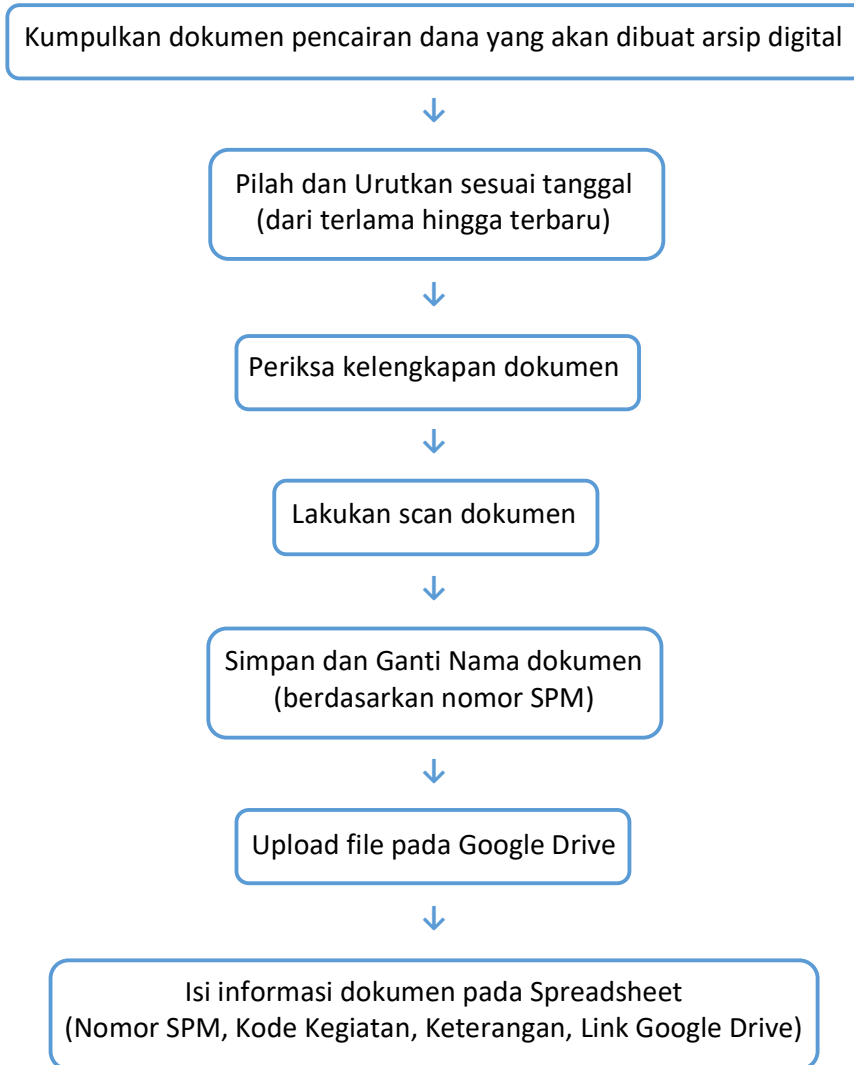 Kumpulkan dokumen pencairan dana yang akan dibuat arsip digital
Pilah dan Urutkan sesuai tanggal
(dari terlama hingga terbaru)
Periksa kelengkapan dokumen
Lakukan scan dokumen
Simpan dan Ganti Nama dokumen
(berdasarkan nomor SPM)
Upload file pada Google Drive
Isi informasi dokumen pada Spreadsheet
(Nomor SPM, Kode Kegiatan, Keterangan, Link Google Drive)